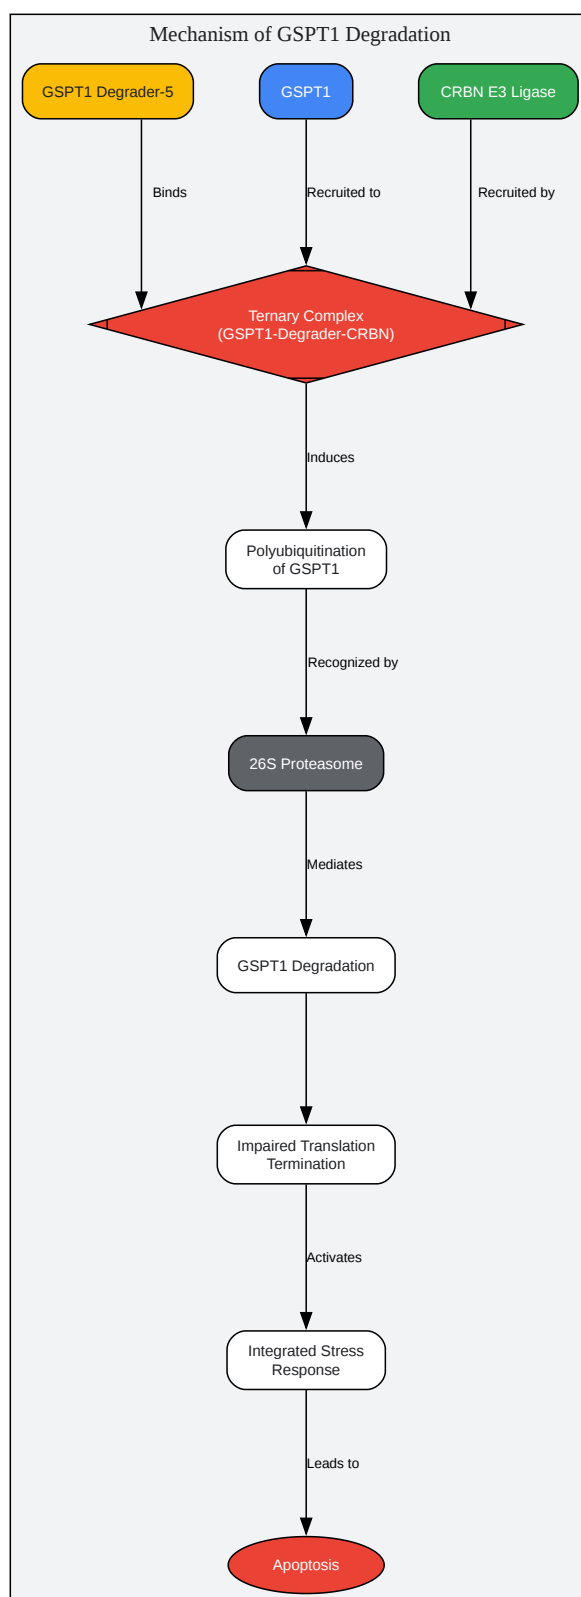 Mechanism of GSPT1 Degradation
GSPT1 Degrader-5
GSPT1
CRBN E3 Ligase
Binds
Recruited to
Recruited by
Ternary Complex
(GSPT1-Degrader-CRBN)
Induces
Polyubiquitination
of GSPT1
Recognized by
26S Proteasome
Mediates
GSPT1 Degradation
Impaired Translation
Termination
Activates
Integrated Stress
Response
Leads to
Apoptosis